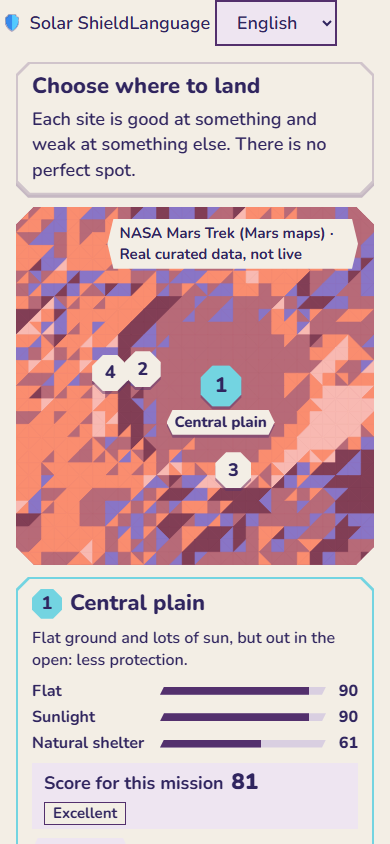 Solar ShieldLanguage English
Choose where to land
Each site is good at something and
weak at something else. There is no
perfect spot.
NASA Mars Trek (Mars maps) ·
Real curated data, not live
4 2
1
Central plain
3
1 Central plain
Flat ground and lots of sun, but out in the
open: less protection.
Flat 90
Sunlight 90
Natural shelter 61
Score for this mission 81
Excellent